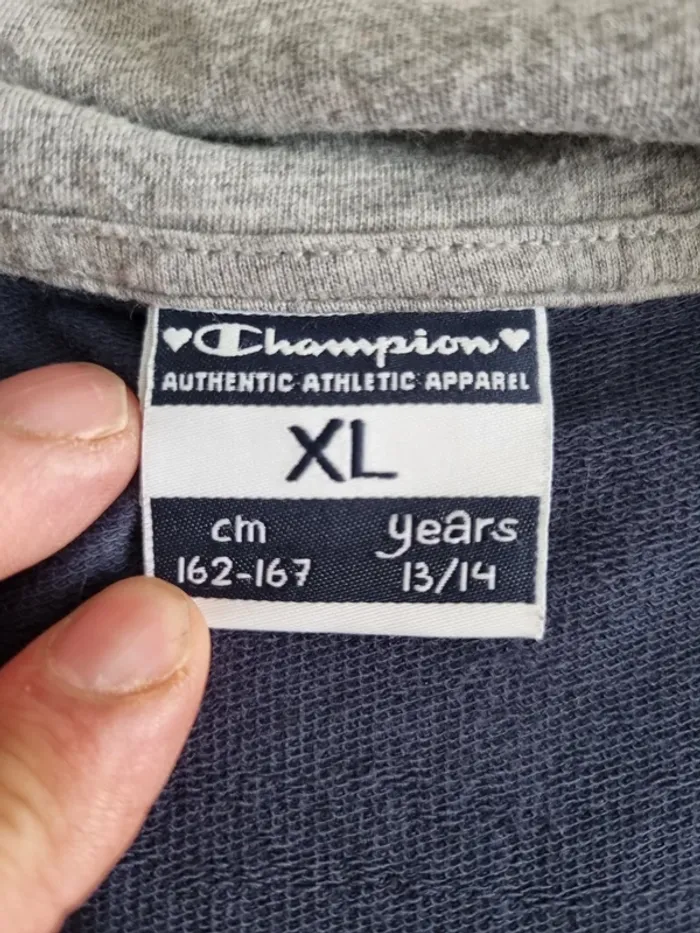 Champion
AUTHENTIC ATHLETIC APPAREL
XL
cm years
162-167 13/14